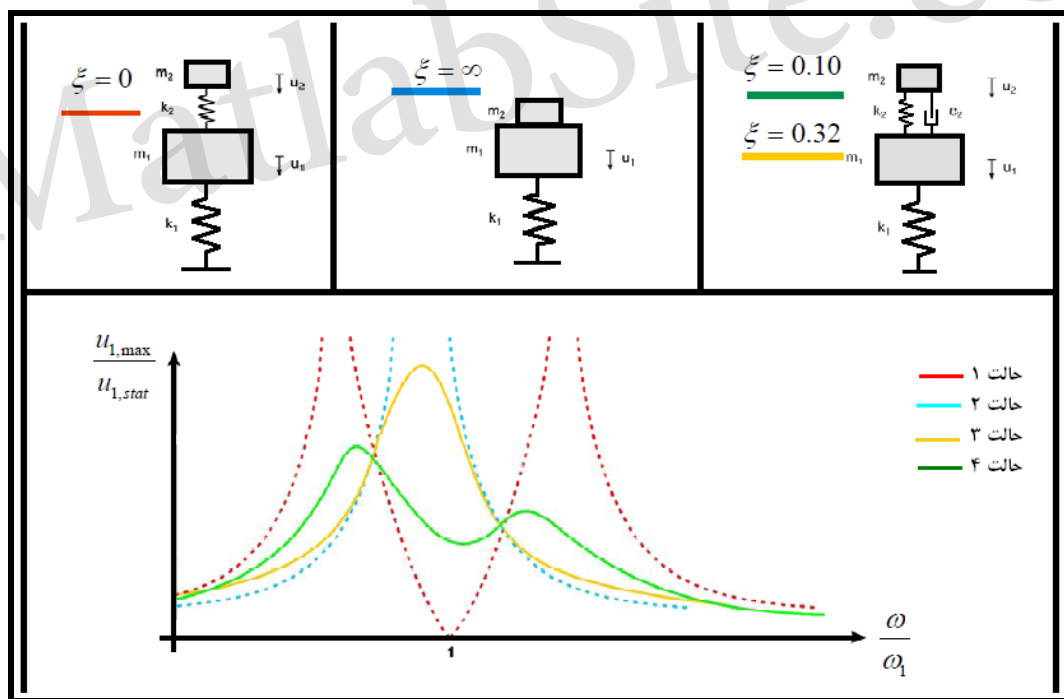 MatlabSite.co
ξ = 0
m₂
u₂
k₂
m₁
u₁
k₁
ξ = ∞
m₂
m₁
u₁
k₁
ξ = 0.10
ξ = 0.32
m₂
u₂
k₂
c₂
m₁
u₁
k₁
u₁,max
u₁,stat
حالت ۱
حالت ۲
حالت ۳
حالت ۴
1
ω
ω₁